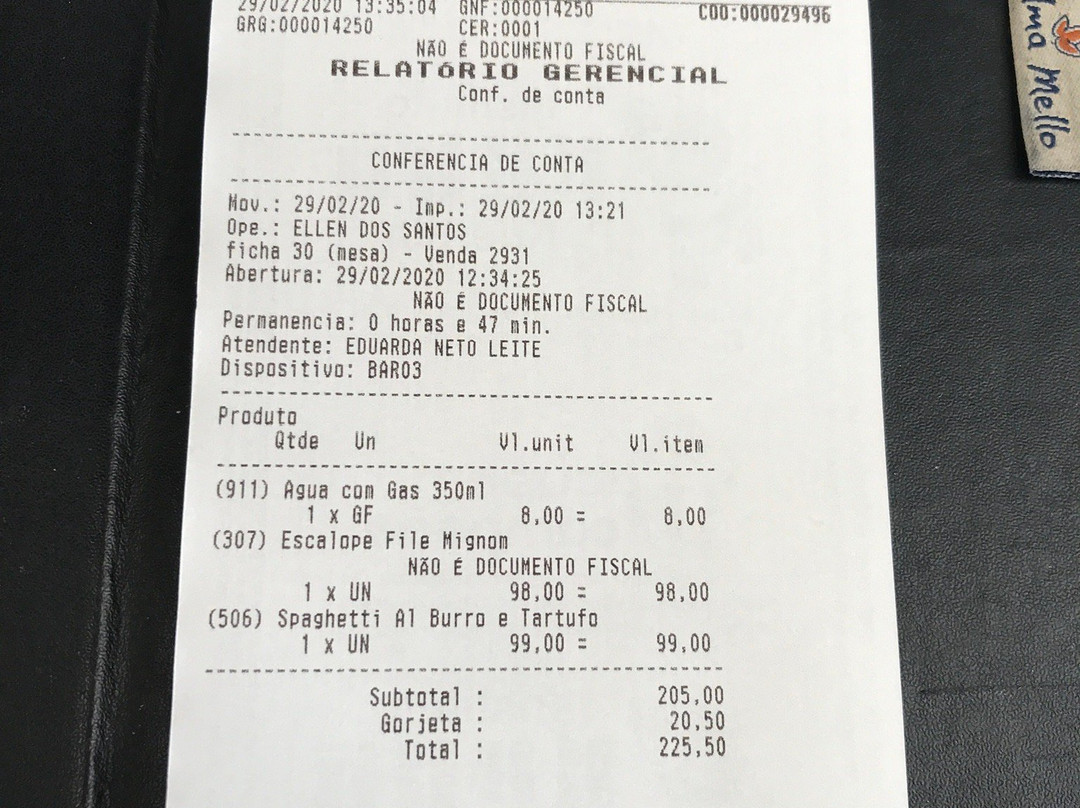 29/02/2020 13:35:04 GNF:000014250 COO:000029496
GRG:000014250 CER:0001
NÃO É DOCUMENTO FISCAL
RELATÓRIO GERENCIAL
Conf. de conta
CONFERENCIA DE CONTA
Mov.: 29/02/20 - Imp.: 29/02/20 13:21
Ope.: ELLEN DOS SANTOS
ficha 30 (mesa) - Venda 2931
Abertura: 29/02/2020 12:34:25
NÃO É DOCUMENTO FISCAL
Permanencia: 0 horas e 47 min.
Atendente: EDUARDA NETO LEITE
Dispositivo: BAR03
Produto
Qtde Un Vl.unit Vl.item
(911) Agua com Gas 350ml
1 x GF 8,00 = 8,00
(307) Escalope File Mignom
NÃO É DOCUMENTO FISCAL
1 x UN 98,00 = 98,00
(506) Spaghetti Al Burro e Tartufo
1 x UN 99,00 = 99,00
Subtotal : 205,00
Gorjeta : 20,50
Total : 225,50
Mello